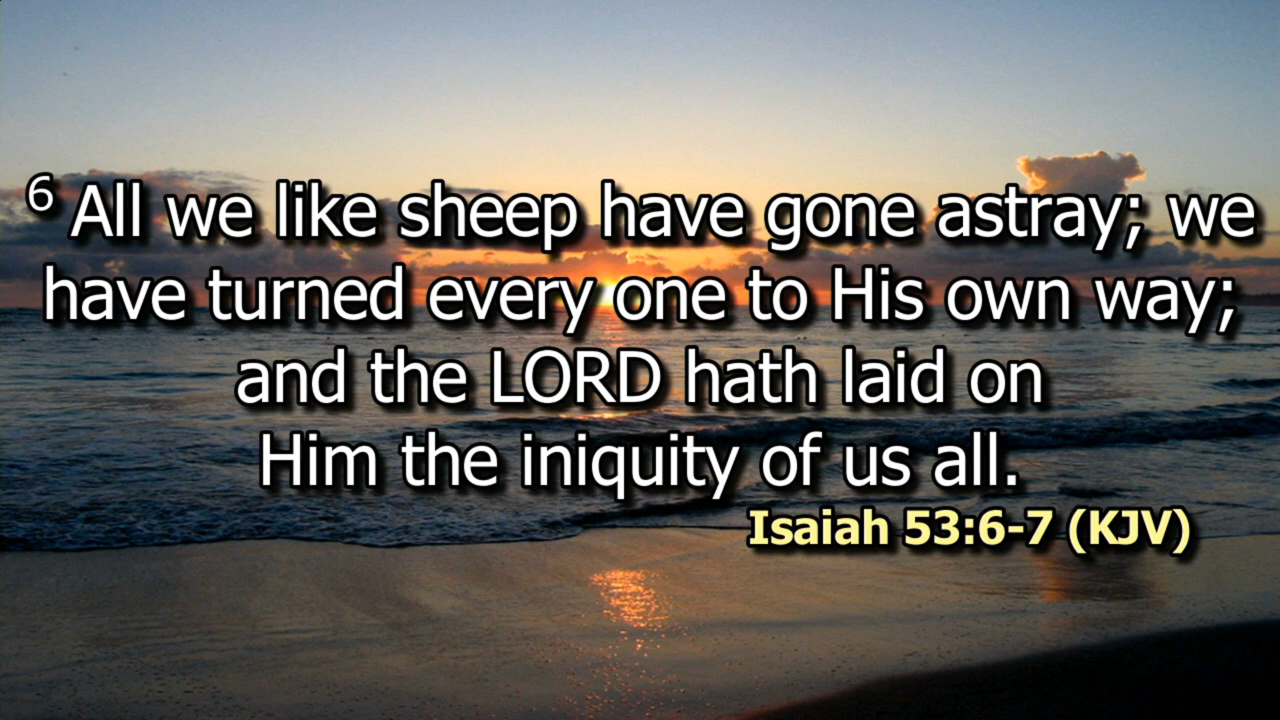 6 All we like sheep have gone astray; we
have turned every one to His own way;
and the LORD hath laid on
Him the iniquity of us all.
Isaiah 53:6-7 (KJV)